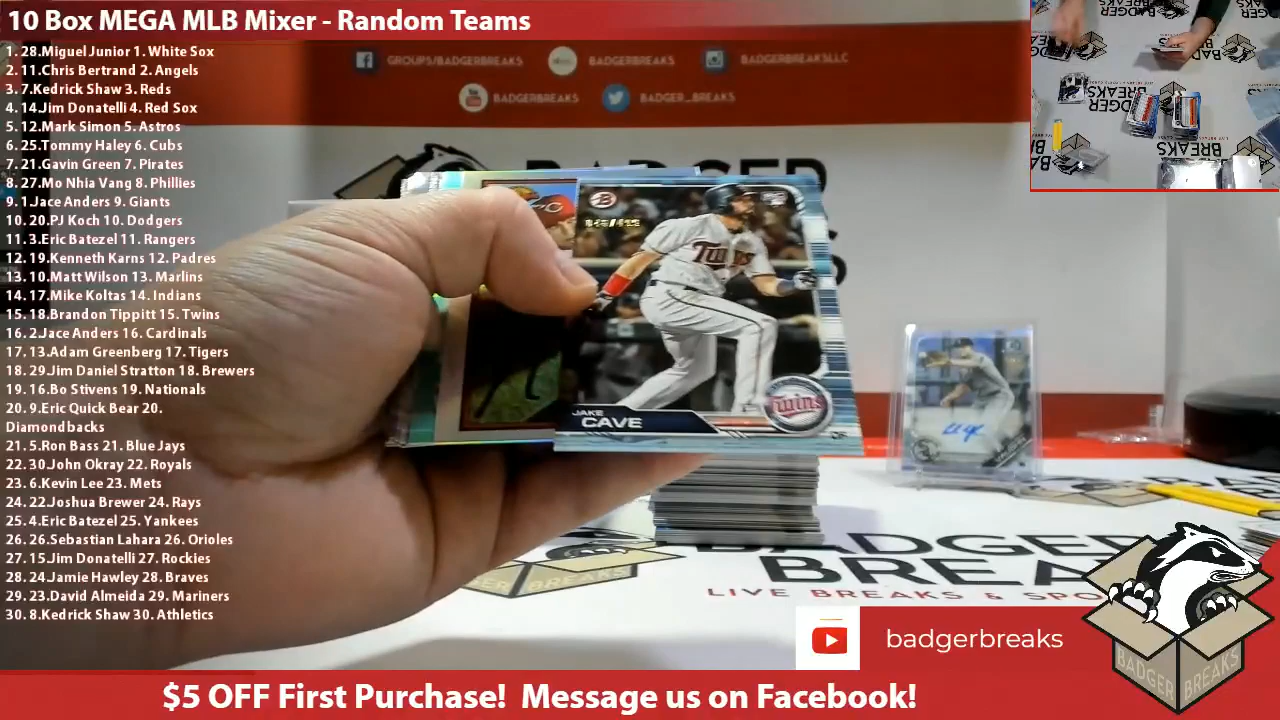 10 Box MEGA MLB Mixer - Random Teams
1. 28.Miguel Junior 1. White Sox
2. 11.Chris Bertrand 2. Angels
3. 7.Kedrick Shaw 3. Reds
4. 14.Jim Donatelli 4. Red Sox
5. 12.Mark Simon 5. Astros
6. 25.Tommy Haley 6. Cubs
7. 21.Gavin Green 7. Pirates
8. 27.Mo Nhia Vang 8. Phillies
9. 1.Jace Anders 9. Giants
10. 20.PJ Koch 10. Dodgers
11. 3.Eric Batezel 11. Rangers
12. 19.Kenneth Karns 12. Padres
13. 10.Matt Wilson 13. Marlins
14. 17.Mike Koltas 14. Indians
15. 18.Brandon Tippitt 15. Twins
16. 2.Jace Anders 16. Cardinals
17. 13.Adam Greenberg 17. Tigers
18. 29.Jim Daniel Stratton 18. Brewers
19. 16.Bo Stivens 19. Nationals
20. 9.Eric Quick Bear 20.
Diamondbacks
21. 5.Ron Bass 21. Blue Jays
22. 30.John Okray 22. Royals
23. 6.Kevin Lee 23. Mets
24. 22.Joshua Brewer 24. Rays
25. 4.Eric Batezel 25. Yankees
26. 26.Sebastian Lahara 26. Orioles
27. 15.Jim Donatelli 27. Rockies
28. 24.Jamie Hawley 28. Braves
29. 23.David Almeida 29. Mariners
30. 8.Kedrick Shaw 30. Athletics
GROUPS/BADGERBREAKS
BADGERBREAKS
BADGERBREAKSLLC
BADGERBREAKS
BADGER_BREAKS
BADGER
Twins
JAKE
CAVE
Twins
BADGER
BREA
LIVE BREAKS & SPO
BADGER
BREAKS
badgerbreaks
BADGER BREAKS
$5 OFF First Purchase! Message us on Facebook!